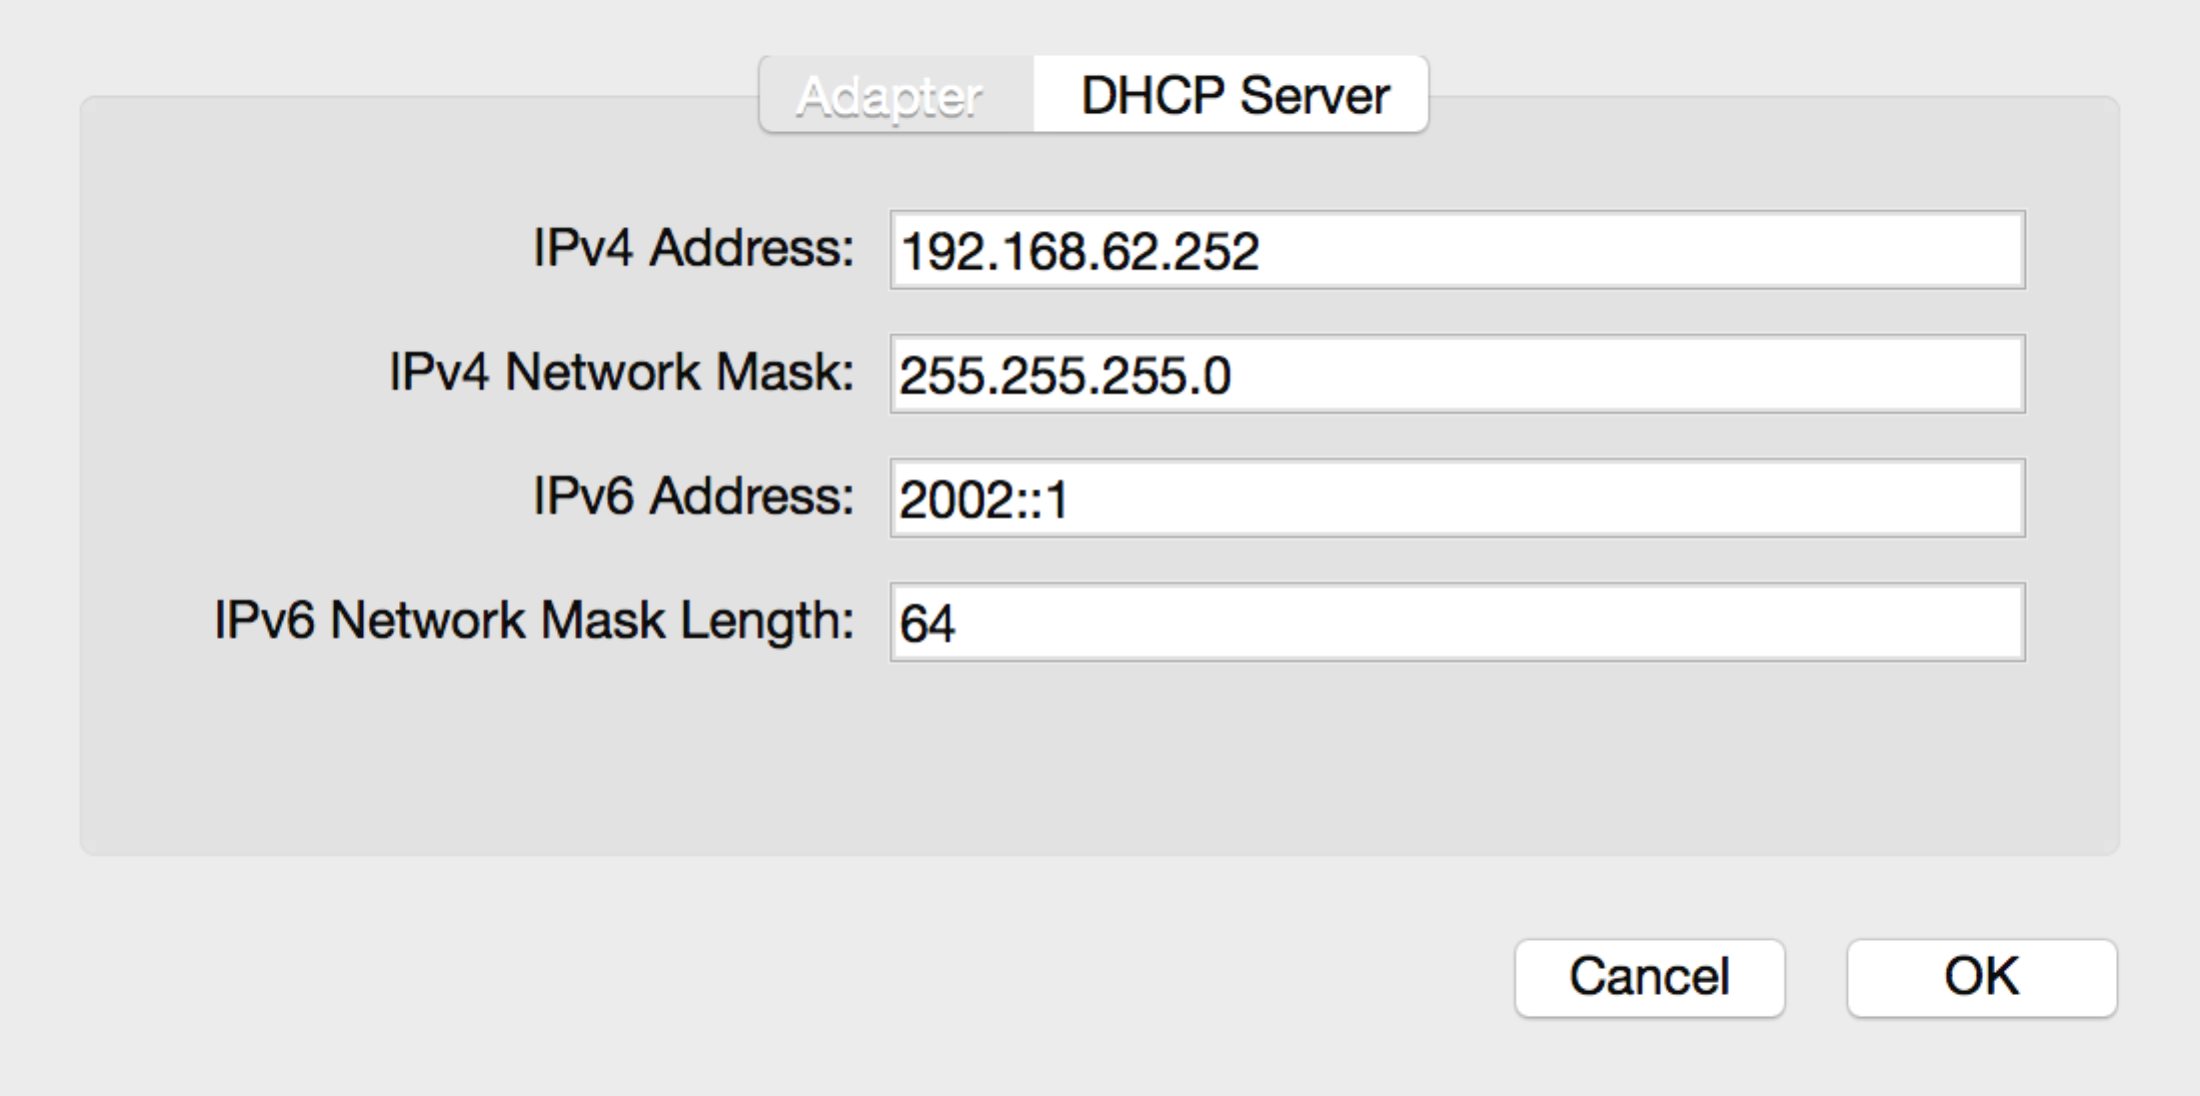 Adapter DHCP Server
IPv4 Address: 192.168.62.252
IPv4 Network Mask: 255.255.255.0
IPv6 Address: 2002::1
IPv6 Network Mask Length: 64
Cancel OK